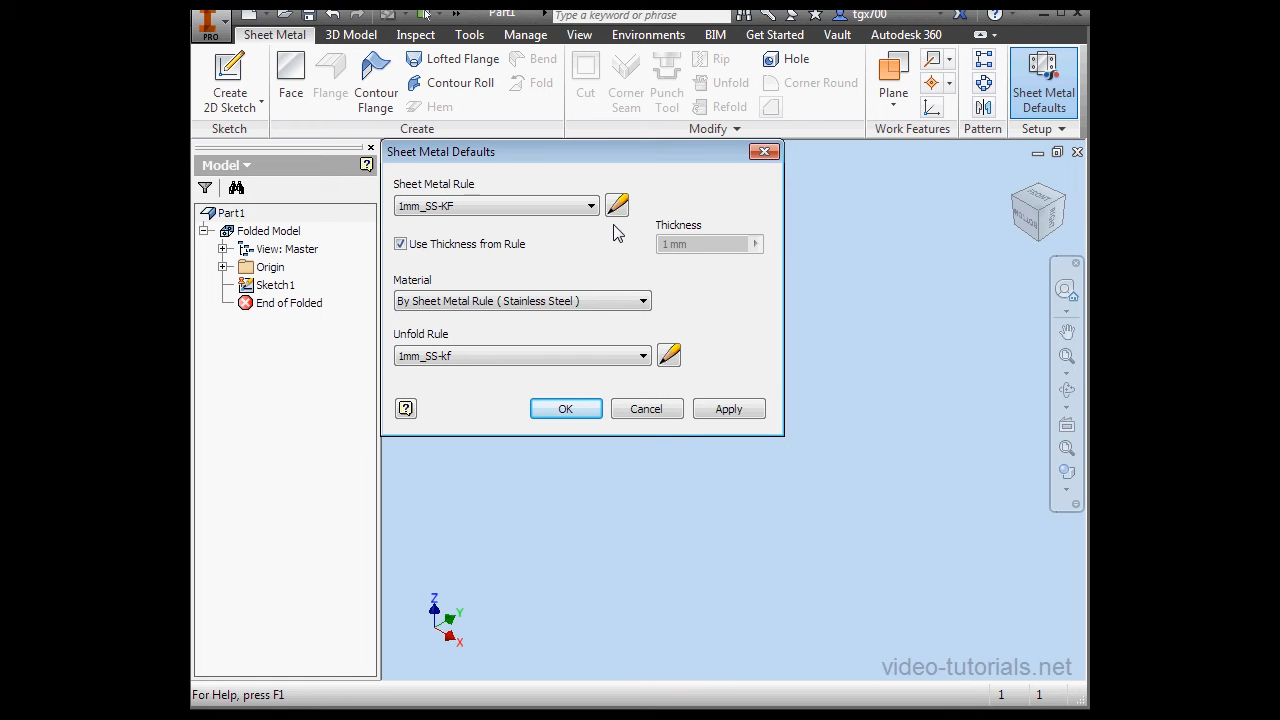 Part1
Type a keyword or phrase
tgx700
PRO
Sheet Metal
3D Model
Inspect
Tools
Manage
View
Environments
BIM
Get Started
Vault
Autodesk 360
Create
2D Sketch
Face
Flange
Contour
Flange
Lofted Flange
Contour Roll
Hem
Bend
Fold
Cut
Corner
Seam
Punch
Tool
Rip
Unfold
Refold
Hole
Corner Round
Plane
Sheet Metal
Defaults
Sketch
Create
Modify
Work Features
Pattern
Setup
Model
Part1
Folded Model
View: Master
Origin
Sketch1
End of Folded
Sheet Metal Defaults
Sheet Metal Rule
1mm_SS-KF
Use Thickness from Rule
Thickness
1 mm
Material
By Sheet Metal Rule ( Stainless Steel )
Unfold Rule
1mm_SS-kf
OK
Cancel
Apply
FRONT
BOTTOM
Z
Y
X
video-tutorials.net
For Help, press F1
1
1